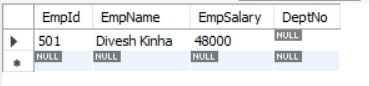 EmpId EmpName EmpSalary DeptNo
501 Divesh Kinha 48000 NULL
NULL NULL NULL NULL